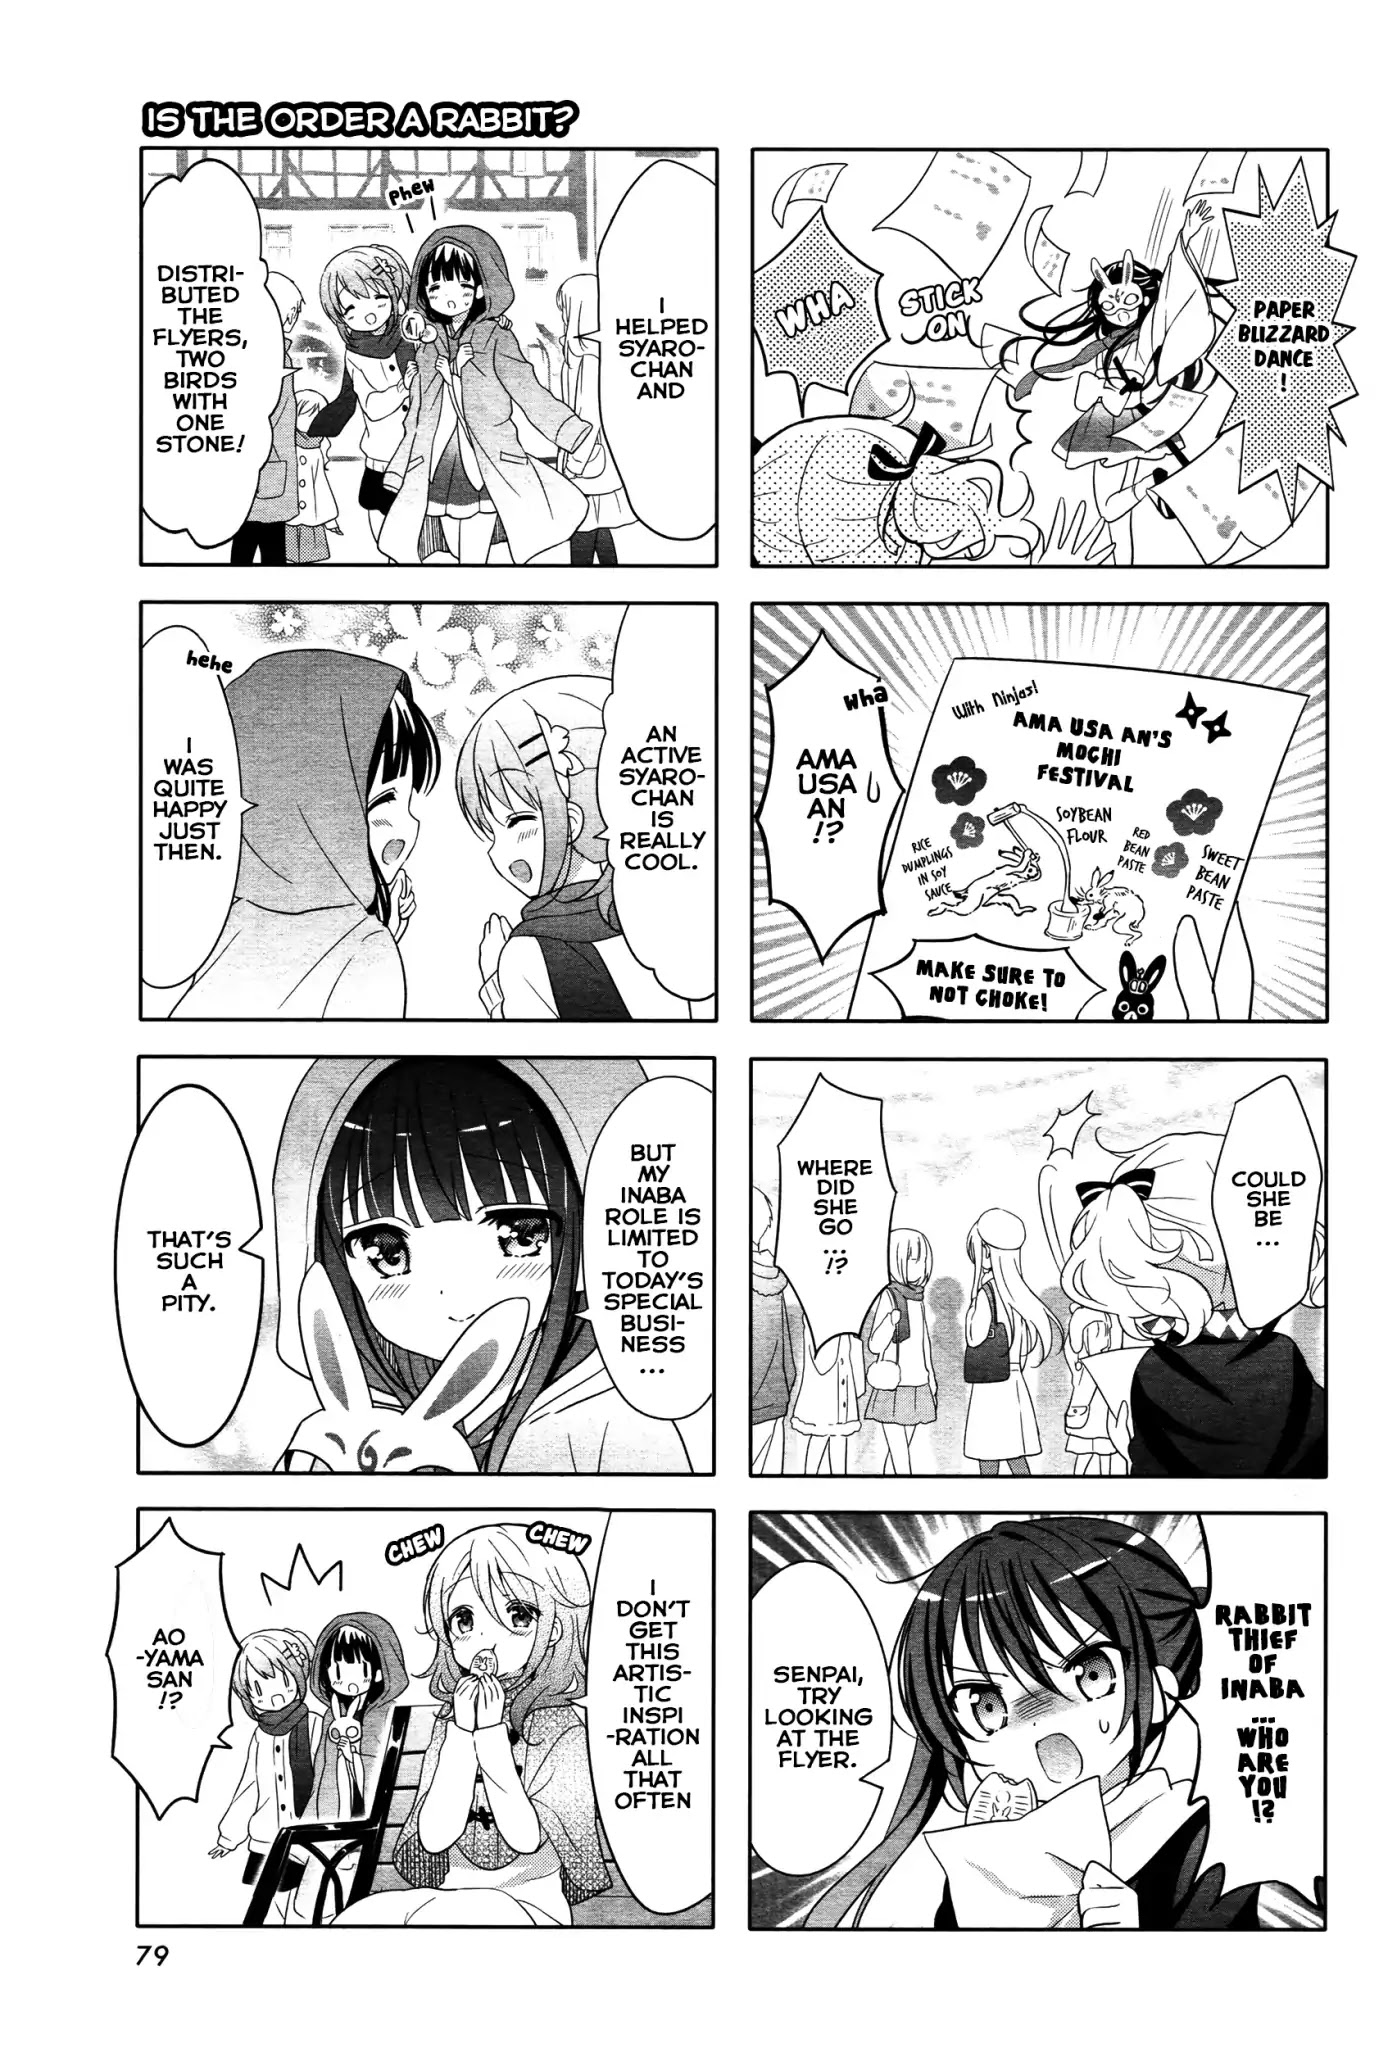 IS THE ORDER A RABBIT?
PAPER
BLIZZARD
DANCE
!
STICK
ON
WHA
With Ninjas!
AMA USA AN'S
MOCHI
FESTIVAL
SOYBEAN
FLOUR
RICE
DUMPLINGS
IN SOY
SAUCE
RED
BEAN
PASTE
SWEET
BEAN
PASTE
MAKE SURE TO
NOT CHOKE!
wha
AMA
USA
AN
!?
COULD
SHE
BE
...
WHERE
DID
SHE
GO
...!?
RABBIT
THIEF
OF
INABA
...
WHO
ARE
YOU
!?
SENPAI,
TRY
LOOKING
AT THE
FLYER.
I
HELPED
SYARO-
CHAN
AND
phew
DISTRI-
BUTED
THE
FLYERS,
TWO
BIRDS
WITH
ONE
STONE!
AN
ACTIVE
SYARO-
CHAN IS
REALLY
COOL.
hehe
I
WAS
QUITE
HAPPY
JUST
THEN.
BUT
MY
INABA
ROLE IS
LIMITED
TO
TODAY'S
SPECIAL
BUSI-
NESS
...
THAT'S
SUCH
A
PITY.
I
DON'T
GET
THIS
ARTIS-
TIC
INSPI
-RATION
ALL
THAT
OFTEN
CHEW
CHEW
AO
-YAMA
SAN
!?
79